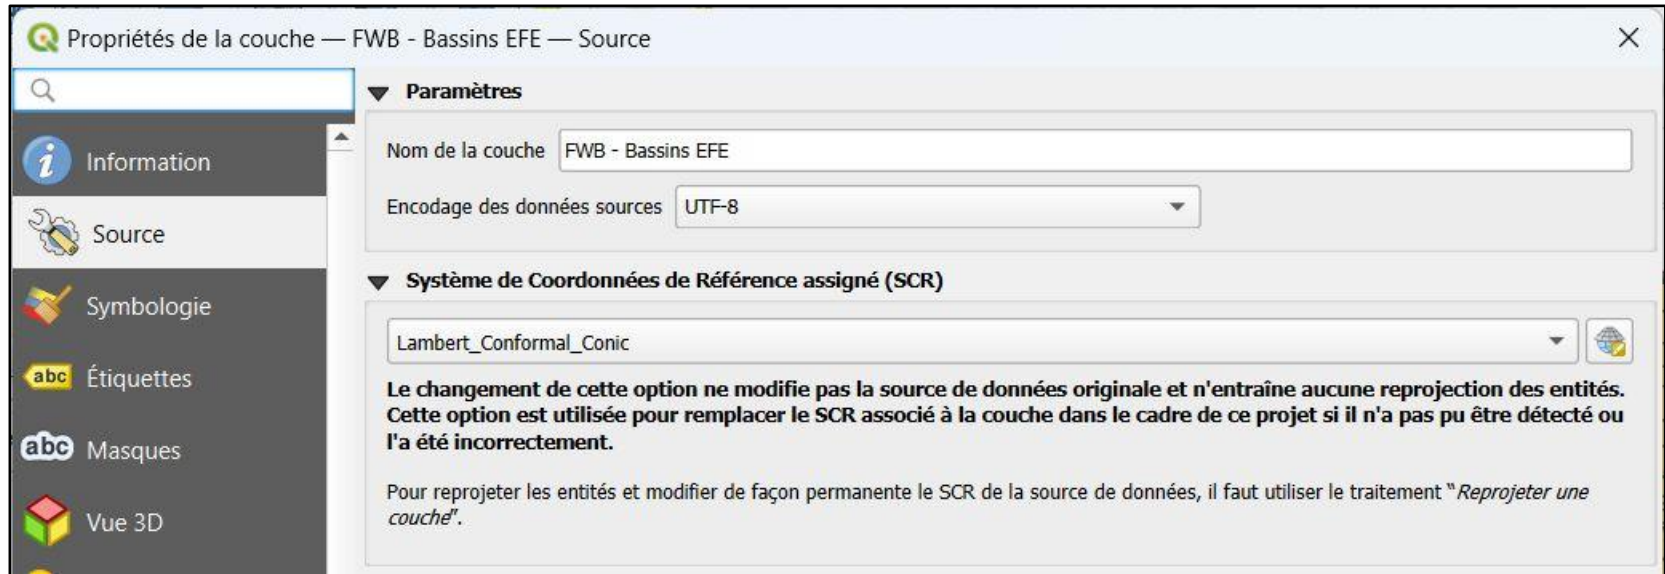 Propriétés de la couche — FWB - Bassins EFE — Source
Information
Source
Symbologie
abc Étiquettes
abc Masques
Vue 3D
Paramètres
Nom de la couche FWB - Bassins EFE
Encodage des données sources UTF-8
Système de Coordonnées de Référence assigné (SCR)
Lambert_Conformal_Conic
Le changement de cette option ne modifie pas la source de données originale et n'entraîne aucune reprojection des entités.
Cette option est utilisée pour remplacer le SCR associé à la couche dans le cadre de ce projet si il n'a pas pu être détecté ou
l'a été incorrectement.
Pour reprojeter les entités et modifier de façon permanente le SCR de la source de données, il faut utiliser le traitement “Reprojeter une
couche”.